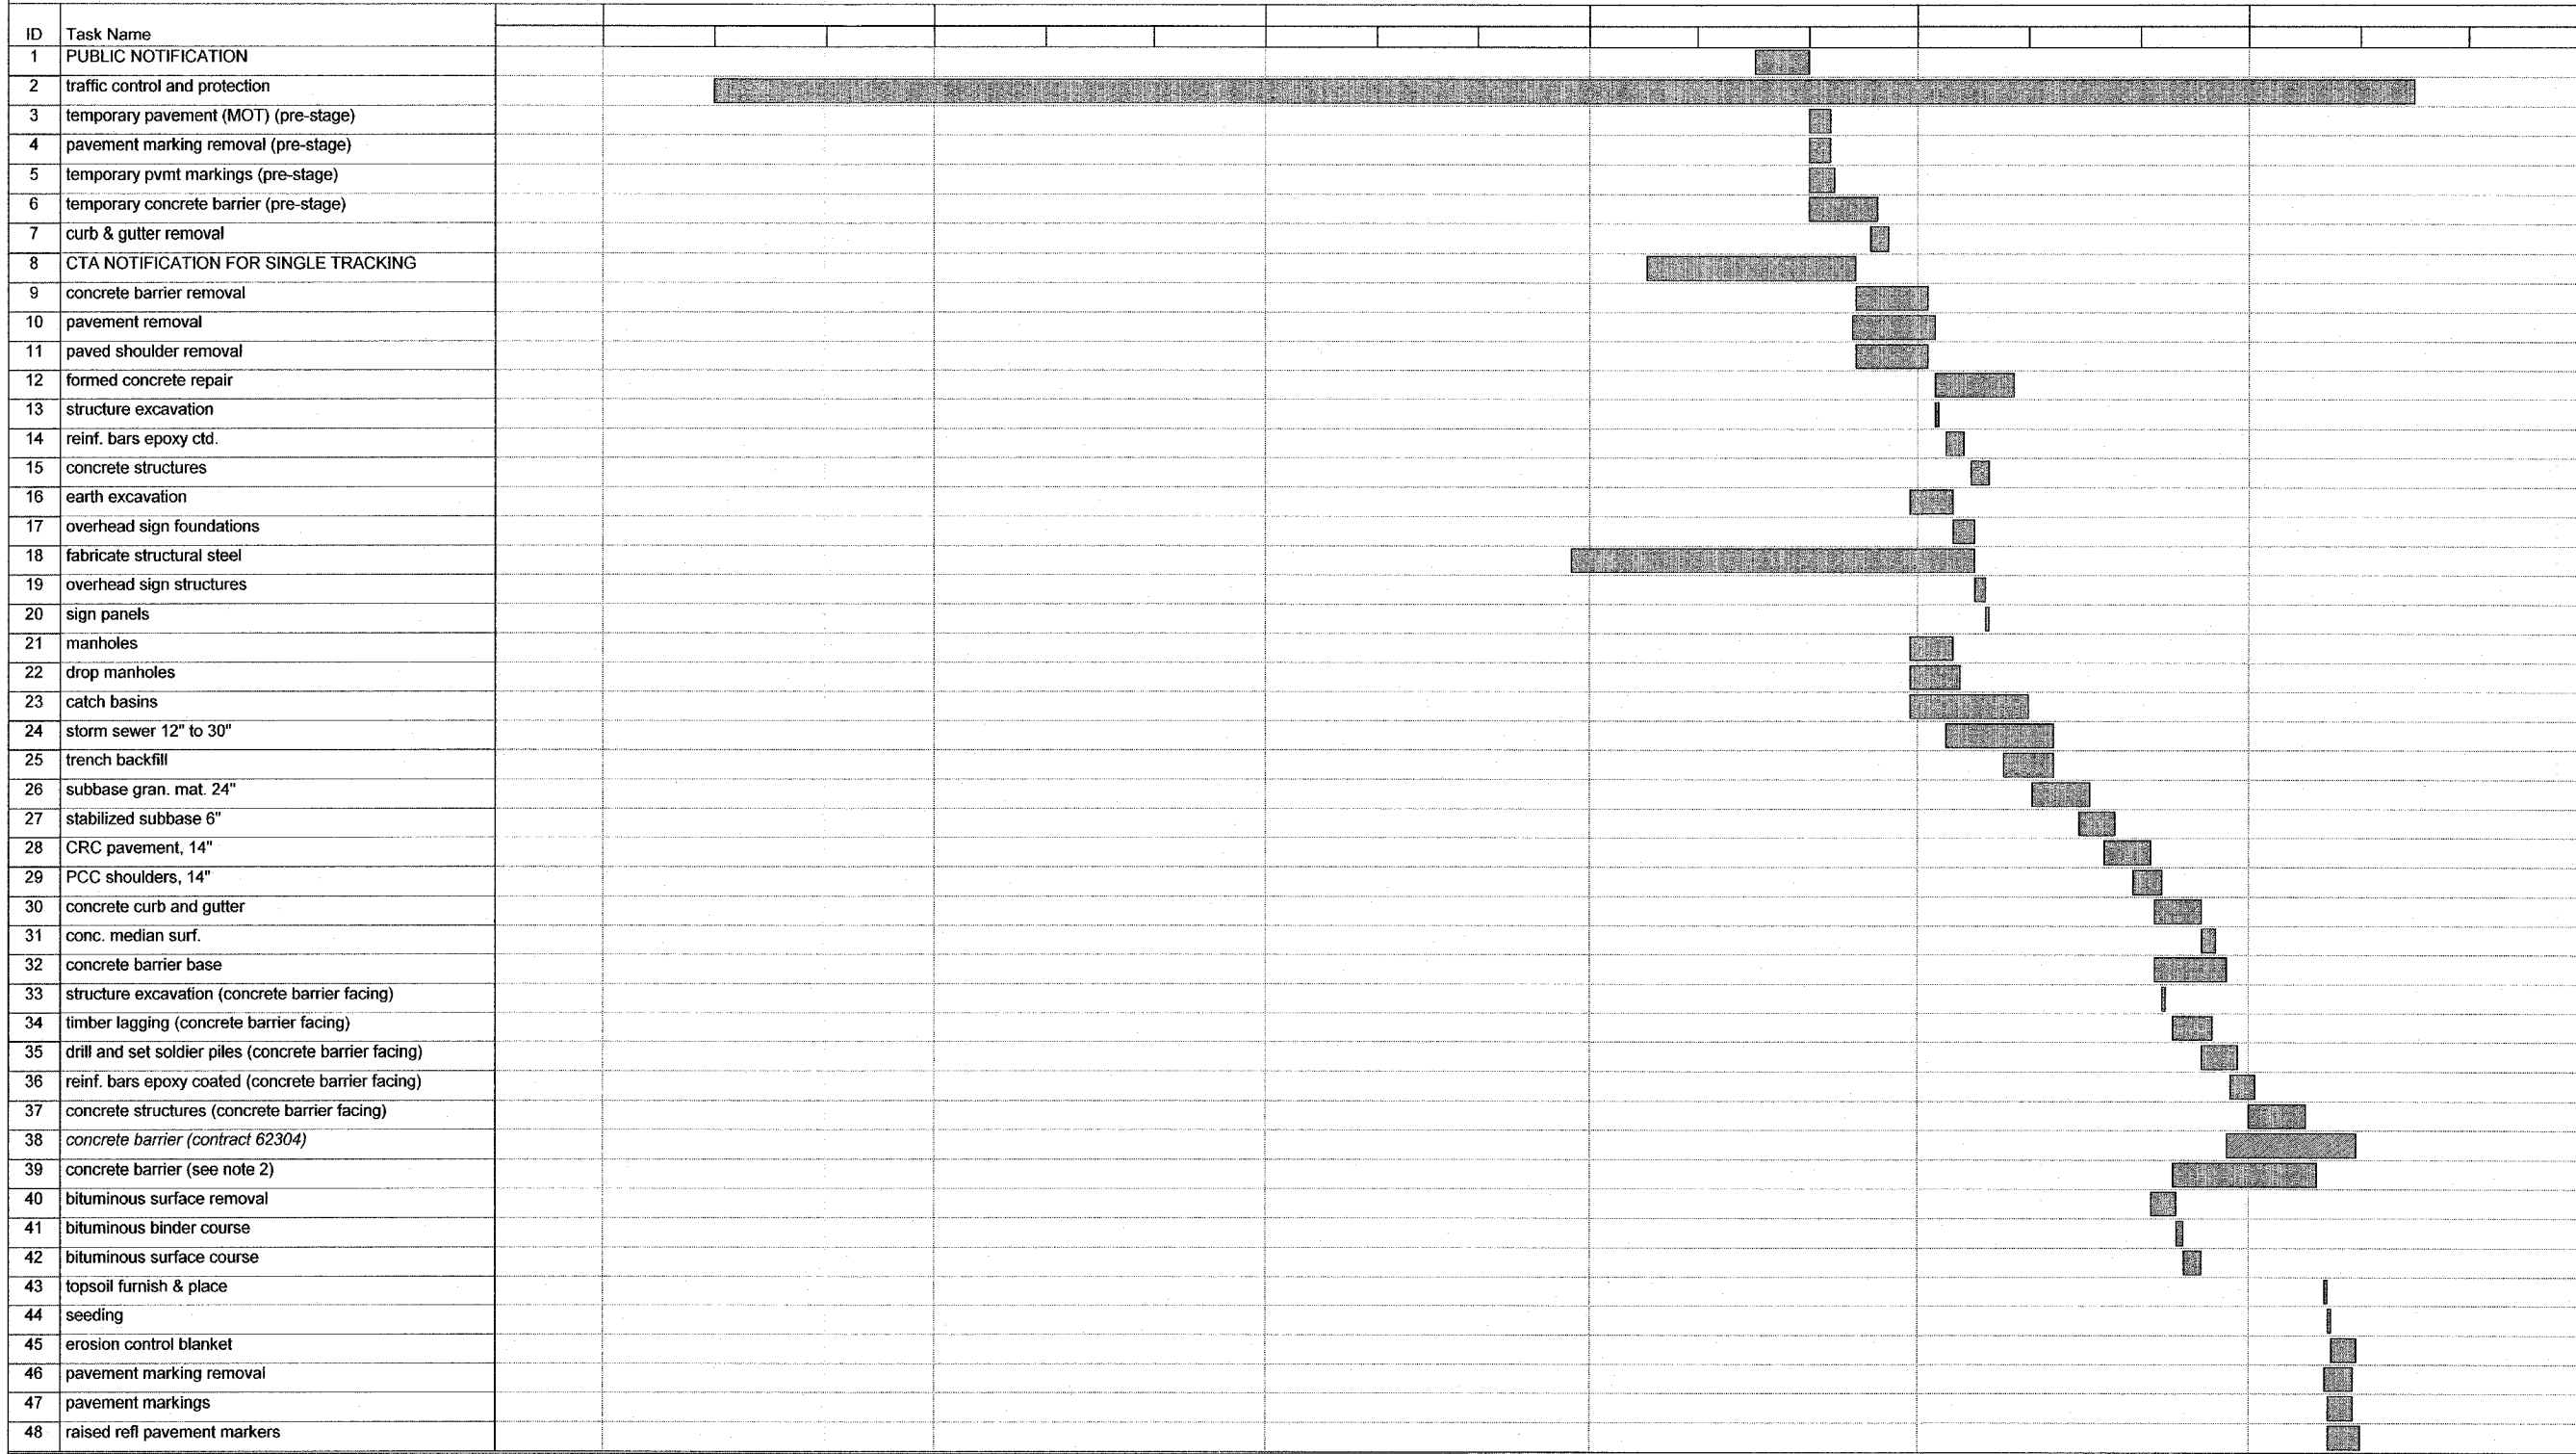 ID Task Name
1 PUBLIC NOTIFICATION
2 traffic control and protection
3 temporary pavement (MOT) (pre-stage)
4 pavement marking removal (pre-stage)
5 temporary pvmt markings (pre-stage)
6 temporary concrete barrier (pre-stage)
7 curb & gutter removal
8 CTA NOTIFICATION FOR SINGLE TRACKING
9 concrete barrier removal
10 pavement removal
11 paved shoulder removal
12 formed concrete repair
13 structure excavation
14 reinf. bars epoxy ctd.
15 concrete structures
16 earth excavation
17 overhead sign foundations
18 fabricate structural steel
19 overhead sign structures
20 sign panels
21 manholes
22 drop manholes
23 catch basins
24 storm sewer 12" to 30"
25 trench backfill
26 subbase gran. mat. 24"
27 stabilized subbase 6"
28 CRC pavement, 14"
29 PCC shoulders, 14"
30 concrete curb and gutter
31 conc. median surf.
32 concrete barrier base
33 structure excavation (concrete barrier facing)
34 timber lagging (concrete barrier facing)
35 drill and set soldier piles (concrete barrier facing)
36 reinf. bars epoxy coated (concrete barrier facing)
37 concrete structures (concrete barrier facing)
38 concrete barrier (contract 62304)
39 concrete barrier (see note 2)
40 bituminous surface removal
41 bituminous binder course
42 bituminous surface course
43 topsoil furnish & place
44 seeding
45 erosion control blanket
46 pavement marking removal
47 pavement markings
48 raised refl pavement markers